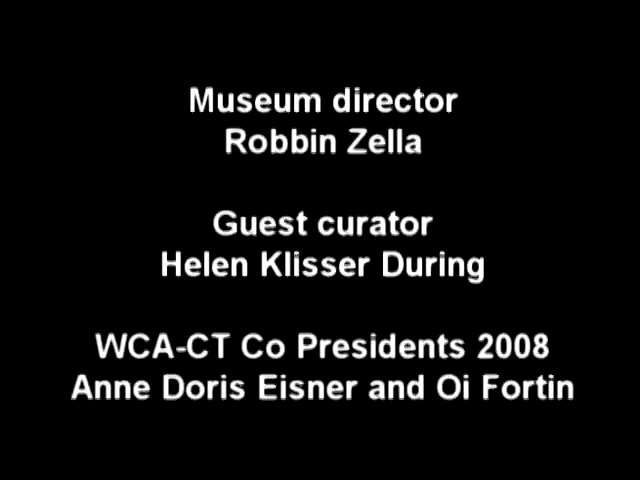 Museum director
Robbin Zella
Guest curator
Helen Klisser During
WCA-CT Co Presidents 2008
Anne Doris Eisner and Oi Fortin